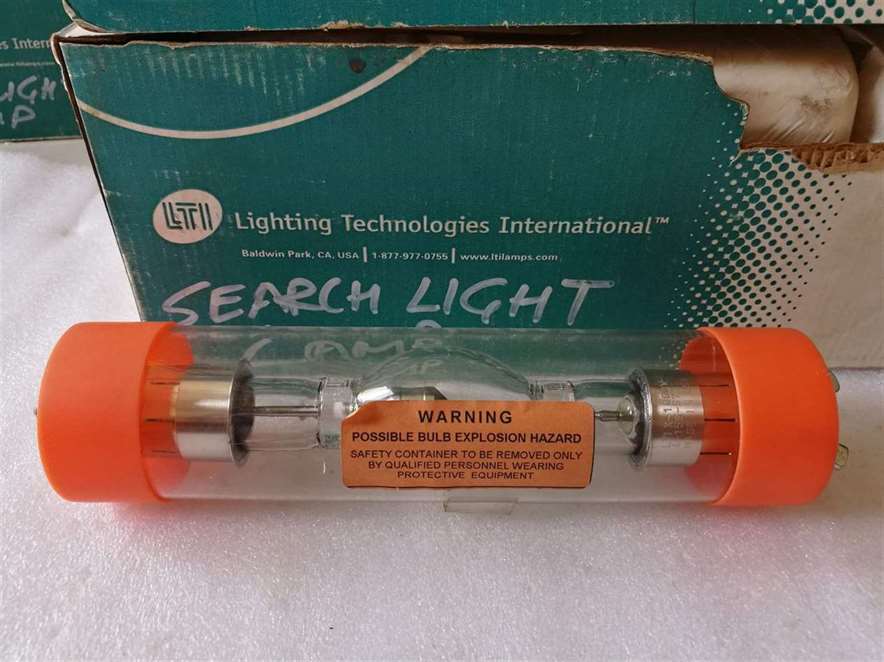 LTI
Lighting Technologies International™
Baldwin Park, CA, USA | 1-877-977-0755 | www.ltilamps.com
SEARCH LIGHT
WARNING
POSSIBLE BULB EXPLOSION HAZARD
SAFETY CONTAINER TO BE REMOVED ONLY
BY QUALIFIED PERSONNEL WEARING
PROTECTIVE EQUIPMENT